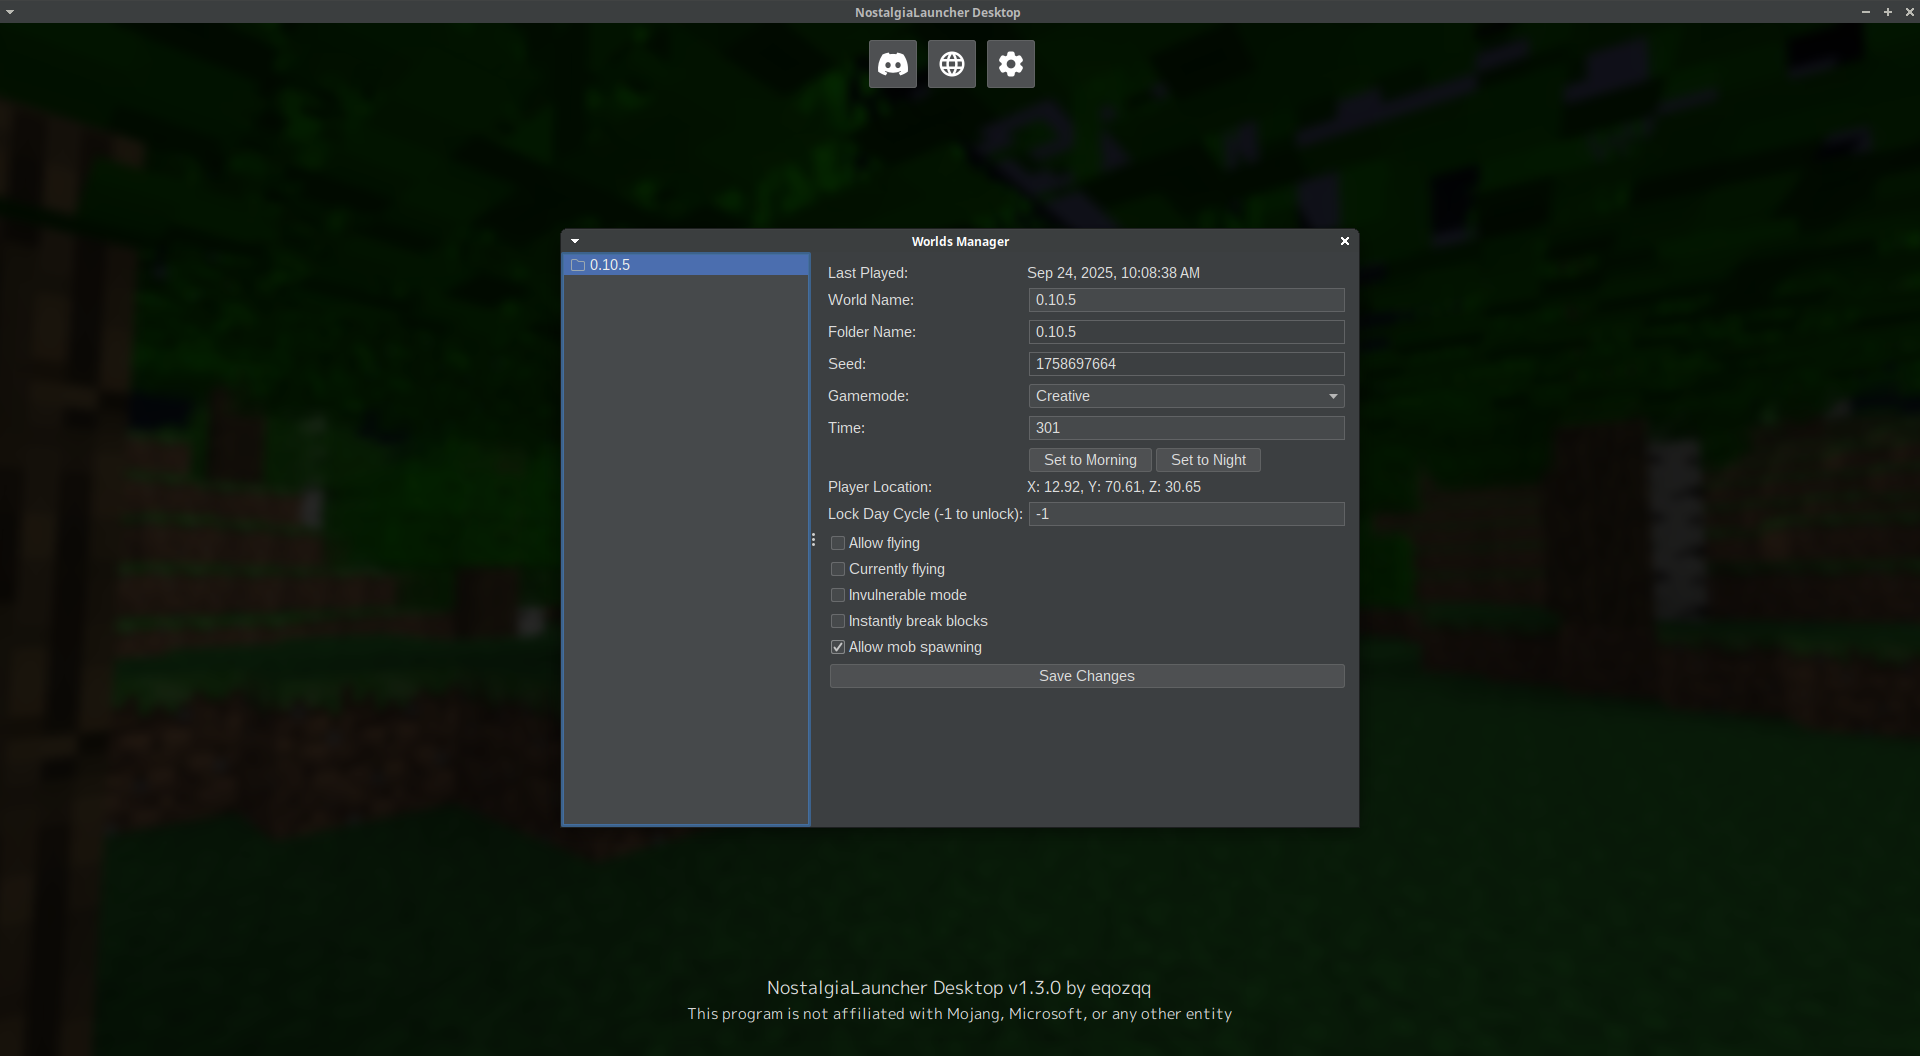 NostalgiaLauncher Desktop
Worlds Manager
0.10.5
Last Played: Sep 24, 2025, 10:08:38 AM
World Name: 0.10.5
Folder Name: 0.10.5
Seed: 1758697664
Gamemode: Creative
Time: 301
Set to Morning Set to Night
Player Location: X: 12.92, Y: 70.61, Z: 30.65
Lock Day Cycle (-1 to unlock): -1
Allow flying
Currently flying
Invulnerable mode
Instantly break blocks
Allow mob spawning
Save Changes
NostalgiaLauncher Desktop v1.3.0 by eqozqq
This program is not affiliated with Mojang, Microsoft, or any other entity